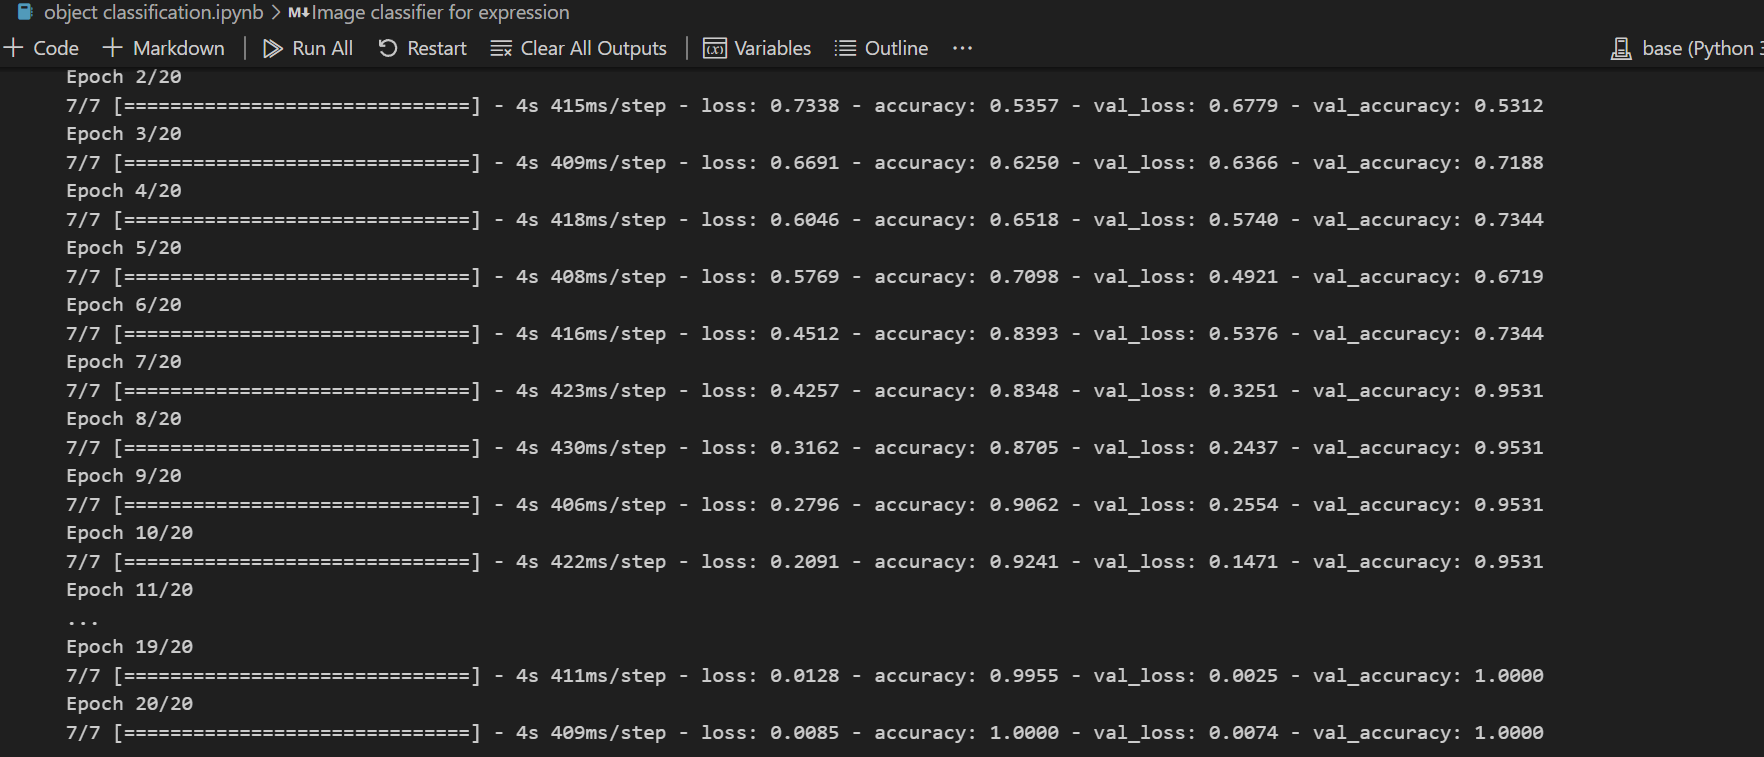 object classification.ipynb > M↓Image classifier for expression
+ Code + Markdown | Run All Restart Clear All Outputs | Variables Outline ... base (Python 3
Epoch 2/20
7/7 [==============================] - 4s 415ms/step - loss: 0.7338 - accuracy: 0.5357 - val_loss: 0.6779 - val_accuracy: 0.5312
Epoch 3/20
7/7 [==============================] - 4s 409ms/step - loss: 0.6691 - accuracy: 0.6250 - val_loss: 0.6366 - val_accuracy: 0.7188
Epoch 4/20
7/7 [==============================] - 4s 418ms/step - loss: 0.6046 - accuracy: 0.6518 - val_loss: 0.5740 - val_accuracy: 0.7344
Epoch 5/20
7/7 [==============================] - 4s 408ms/step - loss: 0.5769 - accuracy: 0.7098 - val_loss: 0.4921 - val_accuracy: 0.6719
Epoch 6/20
7/7 [==============================] - 4s 416ms/step - loss: 0.4512 - accuracy: 0.8393 - val_loss: 0.5376 - val_accuracy: 0.7344
Epoch 7/20
7/7 [==============================] - 4s 423ms/step - loss: 0.4257 - accuracy: 0.8348 - val_loss: 0.3251 - val_accuracy: 0.9531
Epoch 8/20
7/7 [==============================] - 4s 430ms/step - loss: 0.3162 - accuracy: 0.8705 - val_loss: 0.2437 - val_accuracy: 0.9531
Epoch 9/20
7/7 [==============================] - 4s 406ms/step - loss: 0.2796 - accuracy: 0.9062 - val_loss: 0.2554 - val_accuracy: 0.9531
Epoch 10/20
7/7 [==============================] - 4s 422ms/step - loss: 0.2091 - accuracy: 0.9241 - val_loss: 0.1471 - val_accuracy: 0.9531
Epoch 11/20
...
Epoch 19/20
7/7 [==============================] - 4s 411ms/step - loss: 0.0128 - accuracy: 0.9955 - val_loss: 0.0025 - val_accuracy: 1.0000
Epoch 20/20
7/7 [==============================] - 4s 409ms/step - loss: 0.0085 - accuracy: 1.0000 - val_loss: 0.0074 - val_accuracy: 1.0000